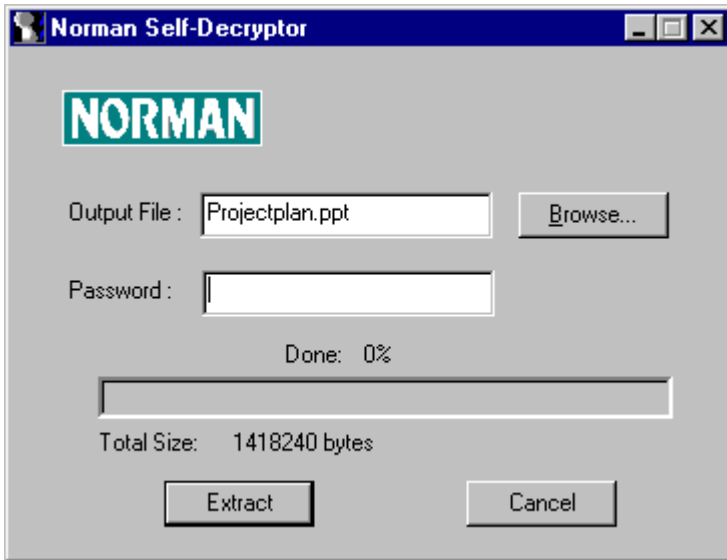 Norman Self-Decryptor
NORMAN
Output File : Projectplan.ppt Browse...
Password :
Done: 0%
Total Size: 1418240 bytes
Extract Cancel